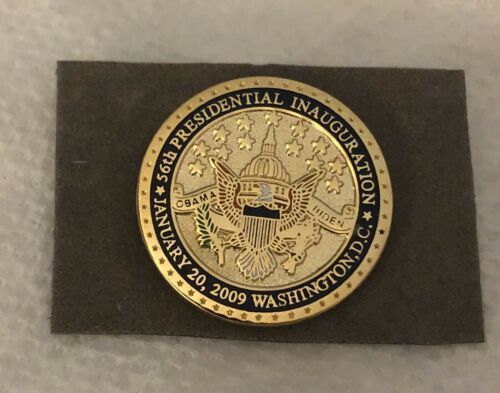 56th PRESIDENTIAL INAUGURATION
OBAMA
BIDEN
JANUARY 20, 2009 WASHINGTON, D.C.